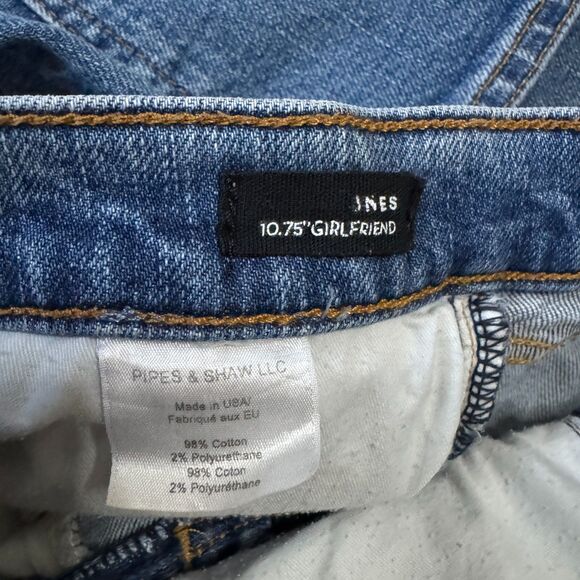 INES
10.75"GIRLFRIEND
PIPES & SHAW LLC
Made in USA/
Fabriqué aux EU
98% Cotton
2% Polyurethane
98% Coton
2% Polyuréthane